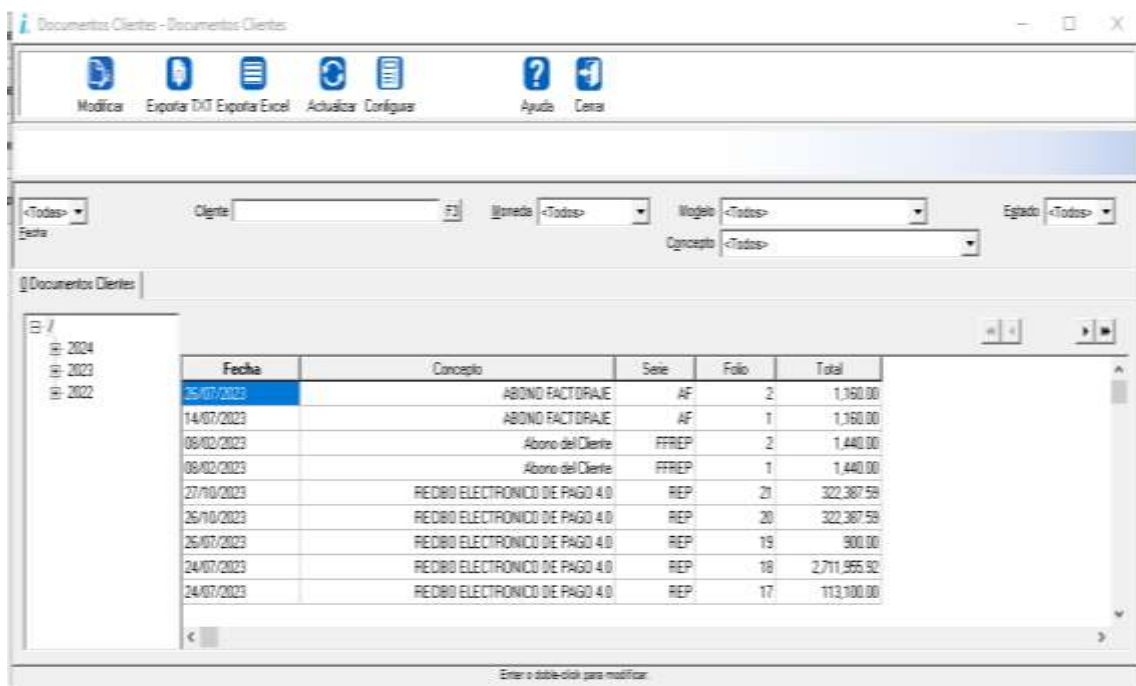 i. Documentos Clientes - Documentos Clientes
Modificar Exportar TXT Exportar Excel Actualizar Configurar Ayuda Cerrar
<Todas> Cliente F3 Moneda <Todos> Modelo <Todos> Estado <Todos>
Fecha Concepto <Todos>
0 Documentos Clientes
/
2024
2023
2022
Fecha Concepto Serie Folio Total
26/07/2023 ABONO FACTORAJE AF 2 1,160.00
14/07/2023 ABONO FACTORAJE AF 1 1,160.00
08/02/2023 Abono del Cliente FFREP 2 1,440.00
08/02/2023 Abono del Cliente FFREP 1 1,440.00
27/10/2023 RECIBO ELECTRONICO DE PAGO 4.0 REP 21 322,387.59
26/10/2023 RECIBO ELECTRONICO DE PAGO 4.0 REP 20 322,387.59
26/07/2023 RECIBO ELECTRONICO DE PAGO 4.0 REP 19 900.00
24/07/2023 RECIBO ELECTRONICO DE PAGO 4.0 REP 18 2,711,955.92
24/07/2023 RECIBO ELECTRONICO DE PAGO 4.0 REP 17 113,100.00
Enter o doble-click para modificar.